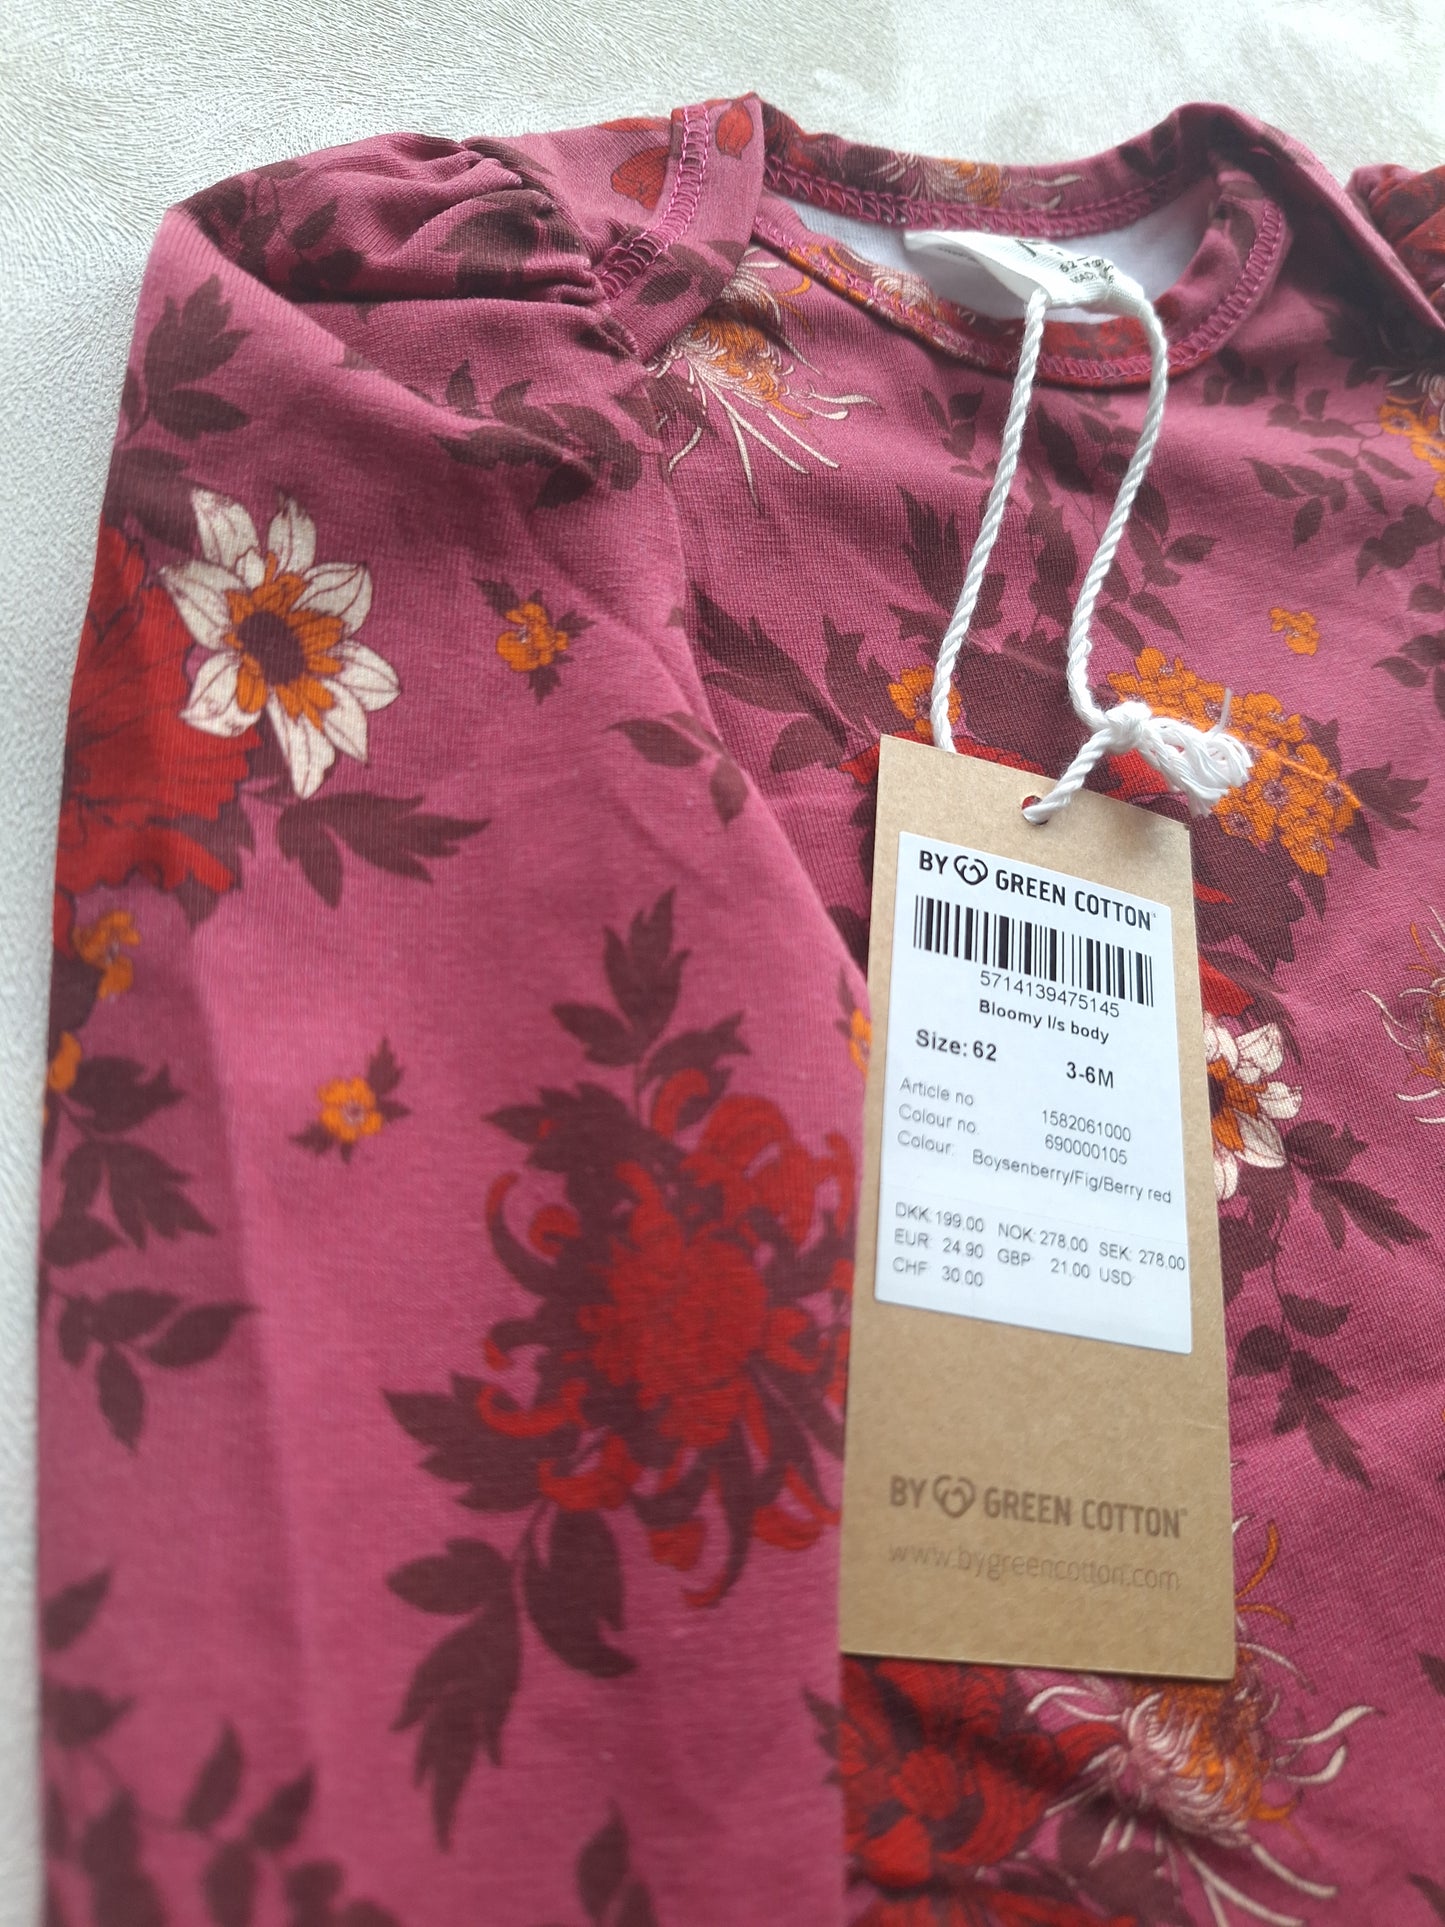 62
MADE
BY GREEN COTTON
5714139475145
Bloomy l/s body
Size: 62 3-6M
Article no 1582061000
Colour no. 690000105
Colour: Boysenberry/Fig/Berry red
DKK: 199.00 NOK: 278.00 SEK: 278.00
EUR: 24.90 GBP: 21.00 USD:
CHF: 30.00
BY GREEN COTTON
www.bygreencotton.com